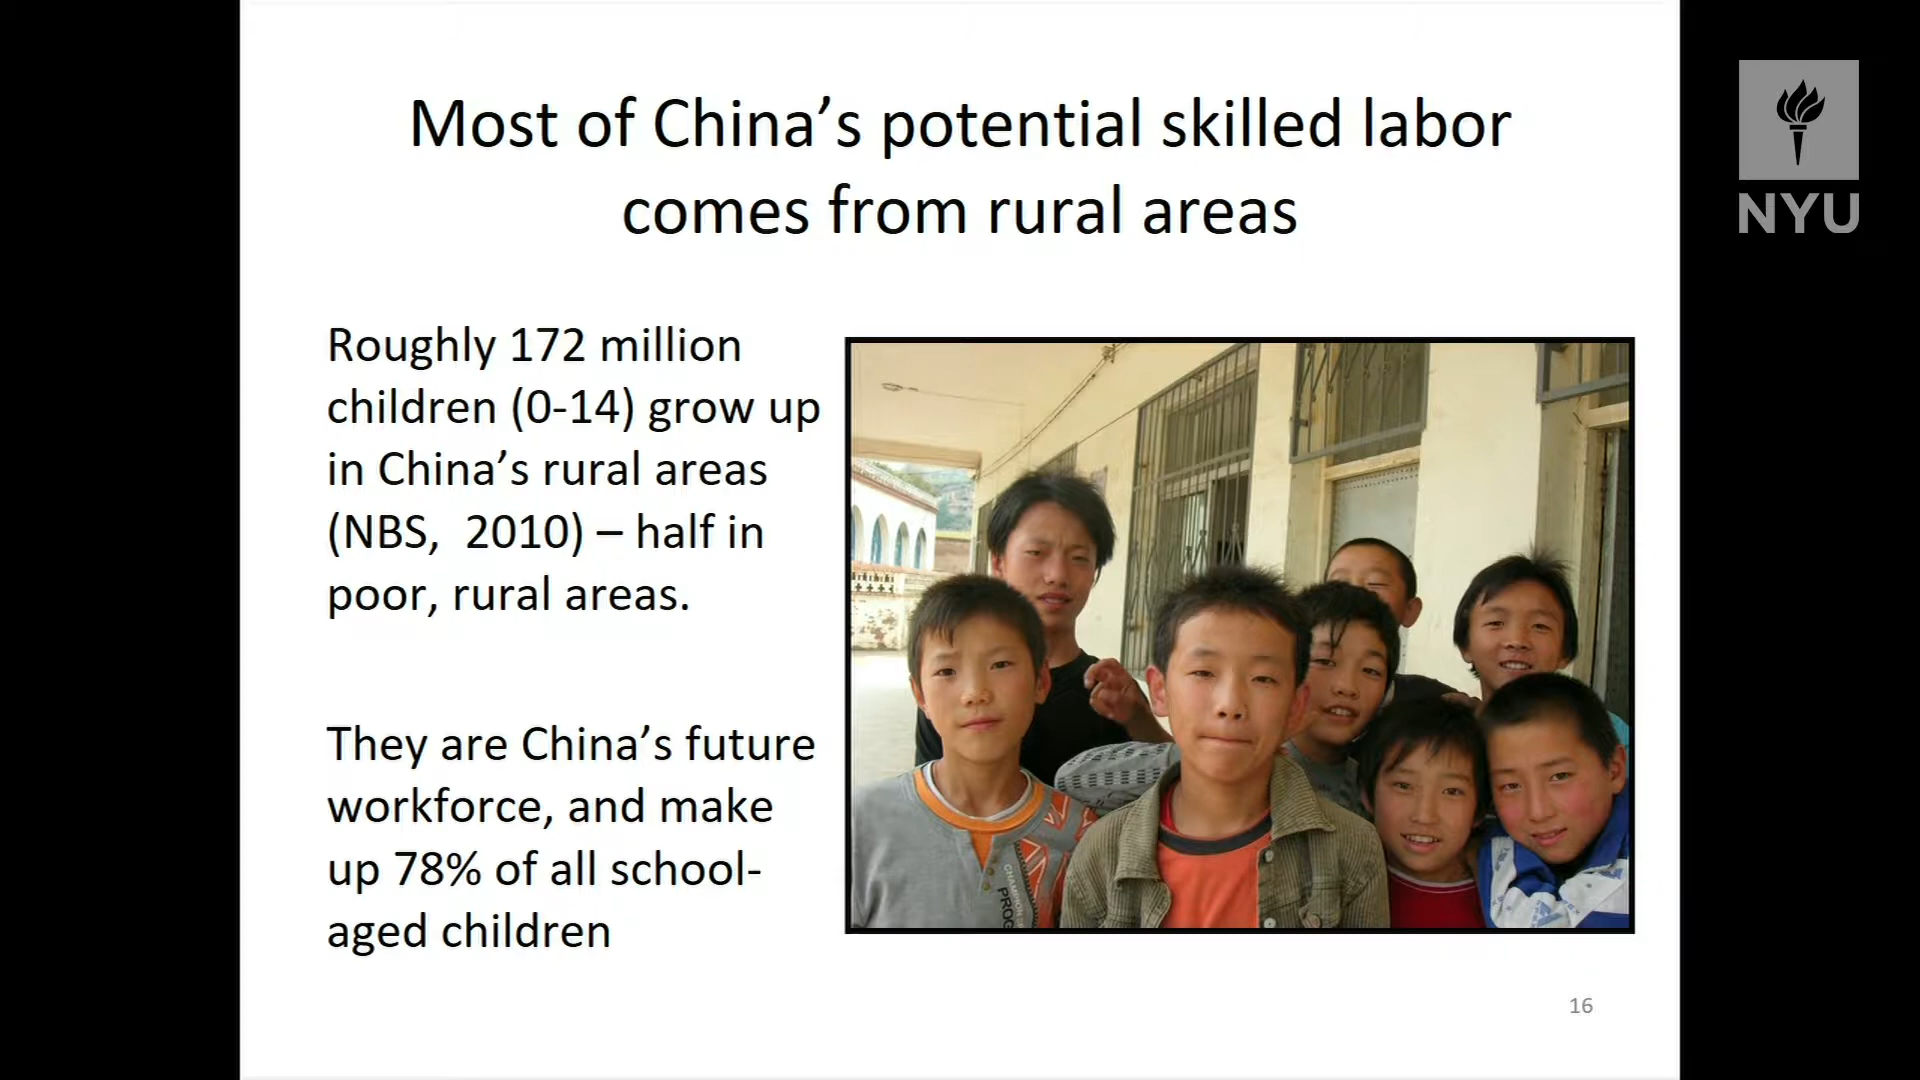 Most of China’s potential skilled labor
comes from rural areas
Roughly 172 million
children (0-14) grow up
in China’s rural areas
(NBS,  2010) – half in
poor, rural areas.
They are China’s future
workforce, and make
up 78% of all school-
aged children
16
NYU